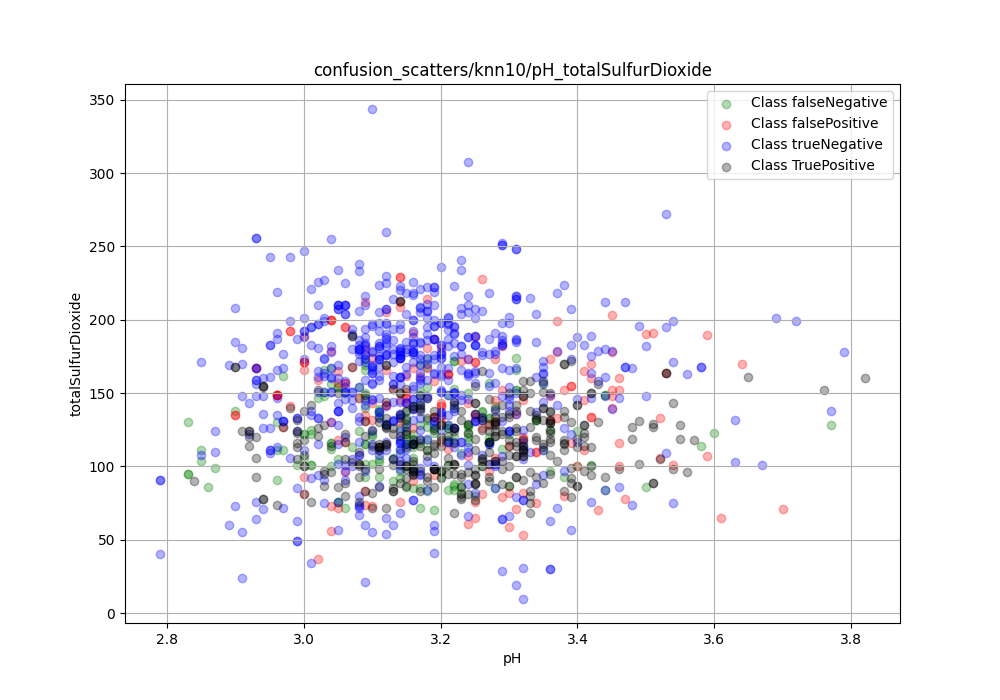 confusion_scatters/knn10/pH_totalSulfurDioxide
350
300
250
200
150
100
50
0
totalSulfurDioxide
Class falseNegative
Class falsePositive
Class trueNegative
Class TruePositive
2.8 3.0 3.2 3.4 3.6 3.8
pH